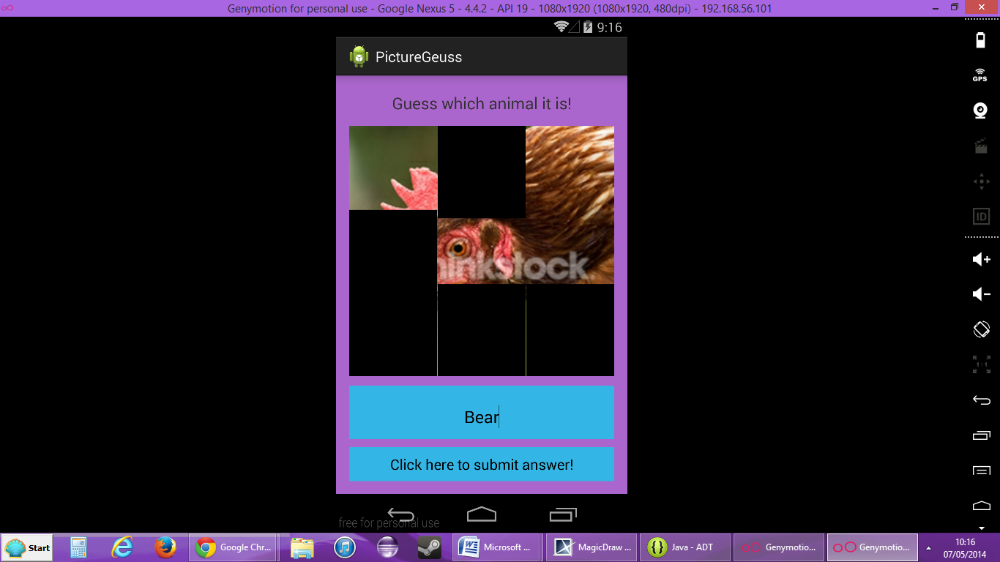 Genymotion for personal use - Google Nexus 5 - 4.4.2 - API 19 - 1080x1920 (1080x1920, 480dpi) - 192.168.56.101
9:16
PictureGeuss
GPS
Guess which animal it is!
ID
hinkstock
1:1
Bear
Click here to submit answer!
free for personal use
Start
Google Chr...
Microsoft ...
MagicDraw ...
Java - ADT
Genymotio...
Genymotio...
10:16
07/05/2014